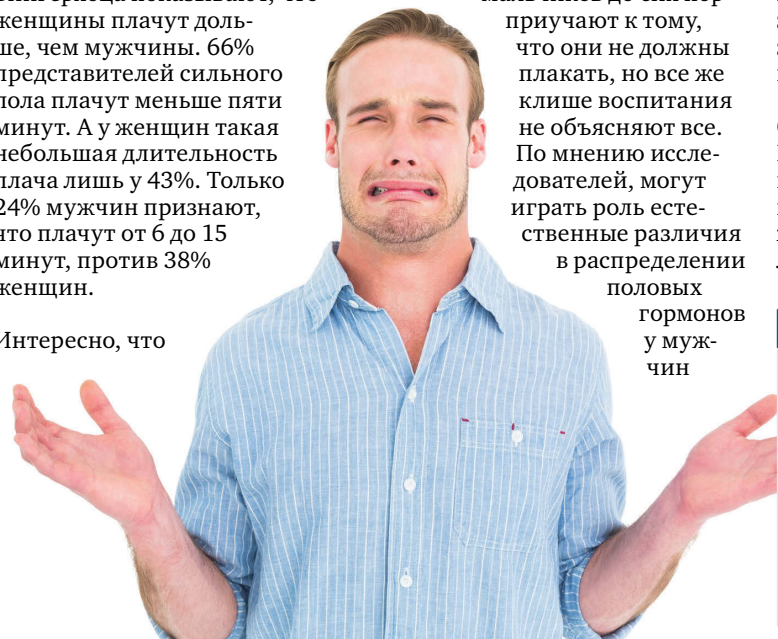 женщины плачут доль-
ше, чем мужчины. 66%
представителей сильного
пола плачут меньше пяти
минут. А у женщин такая
небольшая длительность
плача лишь у 43%. Только
24% мужчин признают,
что плачут от 6 до 15
минут, против 38%
женщин.
Интересно, что
приучают к тому,
что они не должны
плакать, но все же
клише воспитания
не объясняют все.
По мнению иссле-
дователей, могут
играть роль есте-
ственные различия
в распределении
половых
гормонов
у муж-
чин